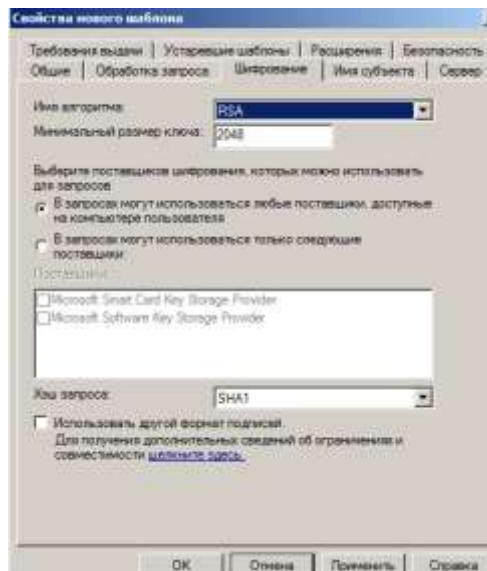 Свойства нового шаблона
Требования выдачи | Устаревшие шаблоны | Расширения | Безопасность
Общие | Обработка запроса | Шифрование | Имя субъекта | Сервер
Имя алгоритма: RSA
Минимальный размер ключа: 2048
Выберите поставщиков шифрования, которых можно использовать
для запросов
В запросах могут использоваться любые поставщики, доступные
на компьютере пользователя
В запросах могут использоваться только следующие
поставщики:
Поставщики:
Microsoft Smart Card Key Storage Provider
Microsoft Software Key Storage Provider
Хэш запроса: SHA1
Использовать другой формат подписей.
Для получения дополнительных сведений об ограничениях и
совместимости щелкните здесь.
OK Отмена Применить Справка